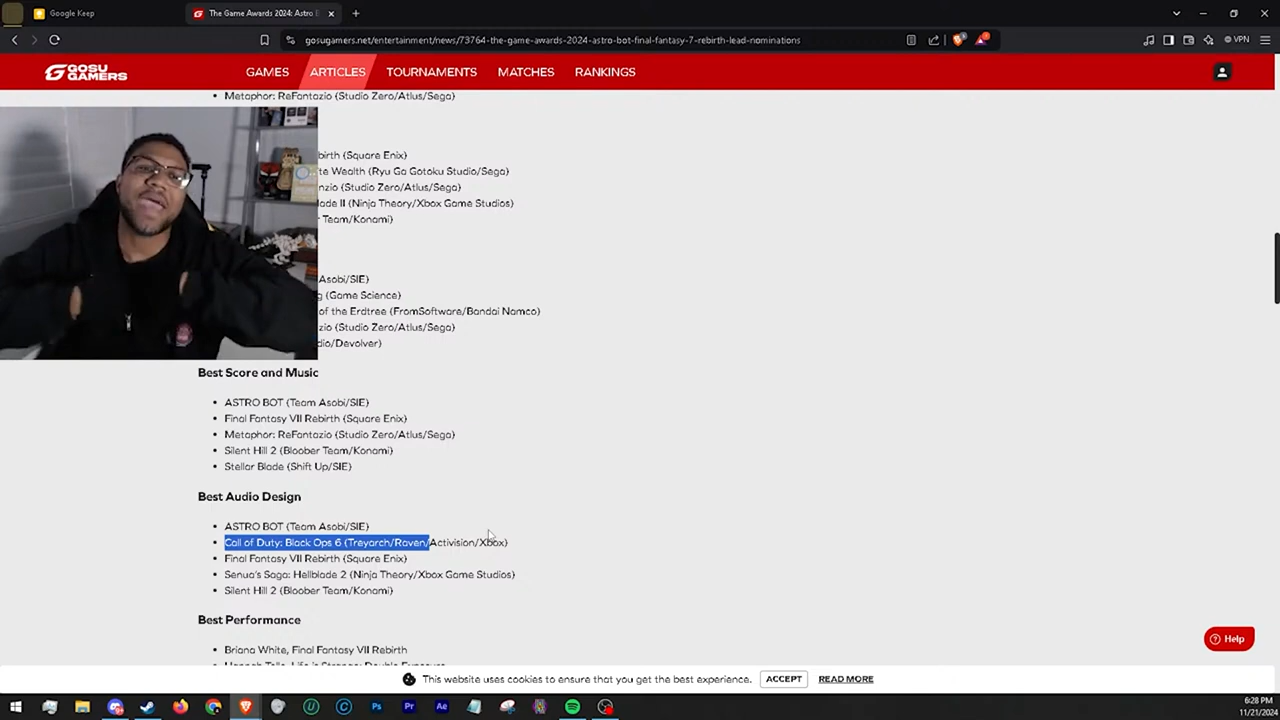 Google Keep
The Game Awards 2024: Astro B
gosugamers.net/entertainment/news/73764-the-game-awards-2024-astro-bot-final-fantasy-7-rebirth-lead-nominations
VPN
GOSU GAMERS
GAMES
ARTICLES
TOURNAMENTS
MATCHES
RANKINGS
Metaphor: ReFantazio (Studio Zero/Atlus/Sega)
birth (Square Enix)
te Wealth (Ryu Ga Gotoku Studio/Sega)
nzio (Studio Zero/Atlus/Sega)
lade II (Ninja Theory/Xbox Game Studios)
r Team/Konami)
Asobi/SIE)
g (Game Science)
of the Erdtree (FromSoftware/Bandai Namco)
zio (Studio Zero/Atlus/Sega)
dio/Devolver)
Best Score and Music
ASTRO BOT (Team Asobi/SIE)
Final Fantasy VII Rebirth (Square Enix)
Metaphor: ReFantazio (Studio Zero/Atlus/Sega)
Silent Hill 2 (Bloober Team/Konami)
Stellar Blade (Shift Up/SIE)
Best Audio Design
ASTRO BOT (Team Asobi/SIE)
Call of Duty: Black Ops 6 (Treyarch/Raven/Activision/Xbox)
Final Fantasy VII Rebirth (Square Enix)
Senua's Saga: Hellblade 2 (Ninja Theory/Xbox Game Studios)
Silent Hill 2 (Bloober Team/Konami)
Best Performance
Briana White, Final Fantasy VII Rebirth
Help
This website uses cookies to ensure that you get the best experience.
ACCEPT
READ MORE
6:28 PM
11/21/2024